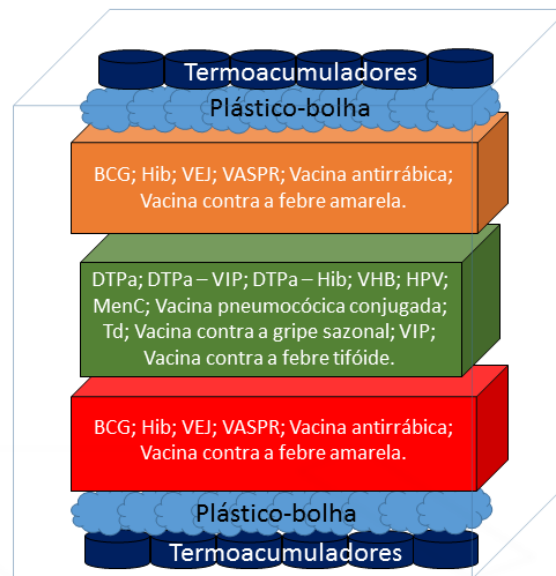 Termoacumuladores
Plástico-bolha
BCG; Hib; VEJ; VASPR; Vacina antirrábica;
Vacina contra a febre amarela.
DTPa; DTPa – VIP; DTPa – Hib; VHB; HPV;
MenC; Vacina pneumocócica conjugada;
Td; Vacina contra a gripe sazonal; VIP;
Vacina contra a febre tifóide.
BCG; Hib; VEJ; VASPR; Vacina antirrábica;
Vacina contra a febre amarela.
Plástico-bolha
Termoacumuladores